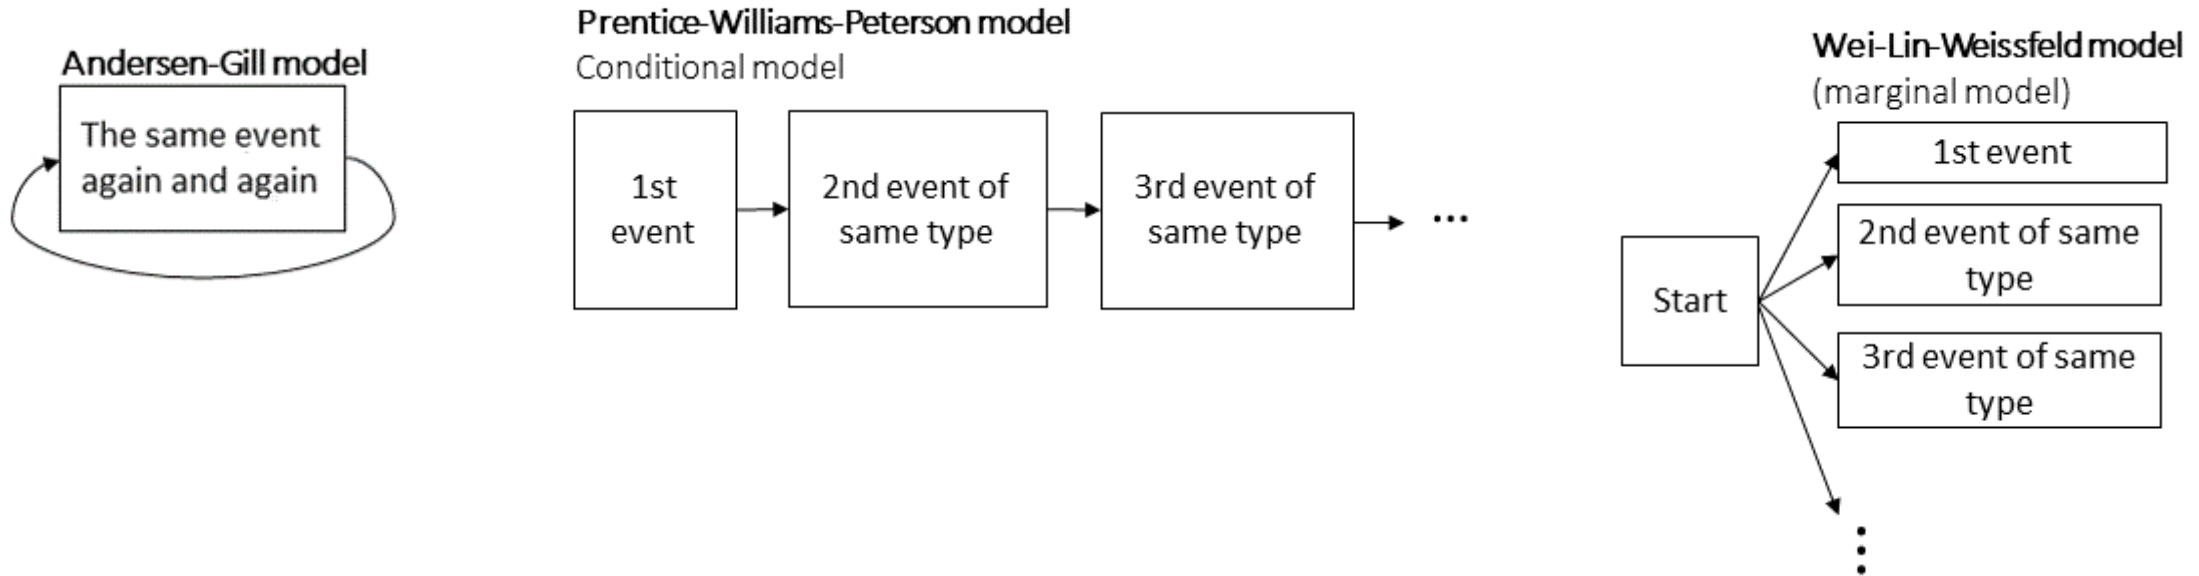 Andersen-Gill model
The same event
again and again
Prentice-Williams-Peterson model
Conditional model
1st
event
2nd event of
same type
3rd event of
same type
...
Wei-Lin-Weissfeld model
(marginal model)
Start
1st event
2nd event of same
type
3rd event of same
type
⋮